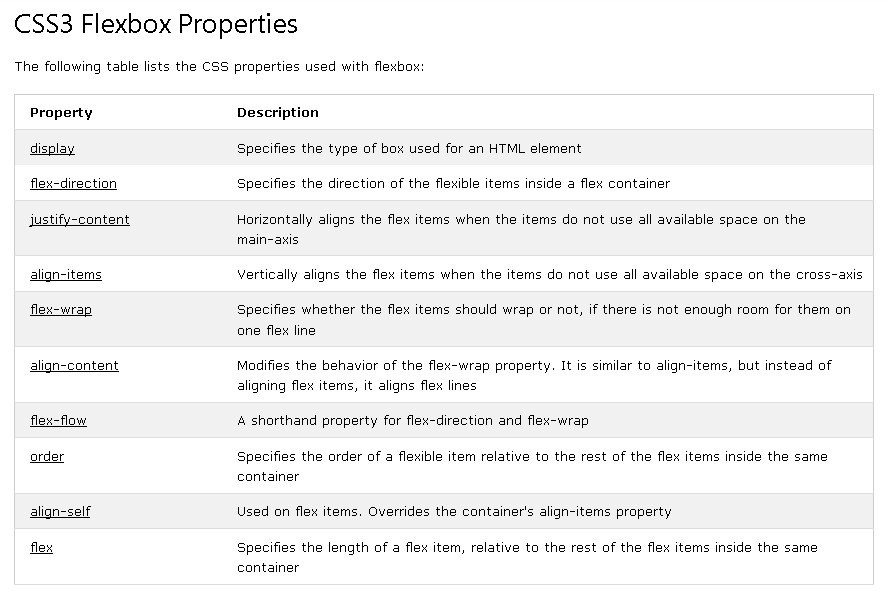 CSS3 Flexbox Properties
The following table lists the CSS properties used with flexbox:
Property Description
display Specifies the type of box used for an HTML element
flex-direction Specifies the direction of the flexible items inside a flex container
justify-content Horizontally aligns the flex items when the items do not use all available space on the
main-axis
align-items Vertically aligns the flex items when the items do not use all available space on the cross-axis
flex-wrap Specifies whether the flex items should wrap or not, if there is not enough room for them on
one flex line
align-content Modifies the behavior of the flex-wrap property. It is similar to align-items, but instead of
aligning flex items, it aligns flex lines
flex-flow A shorthand property for flex-direction and flex-wrap
order Specifies the order of a flexible item relative to the rest of the flex items inside the same
container
align-self Used on flex items. Overrides the container's align-items property
flex Specifies the length of a flex item, relative to the rest of the flex items inside the same
container